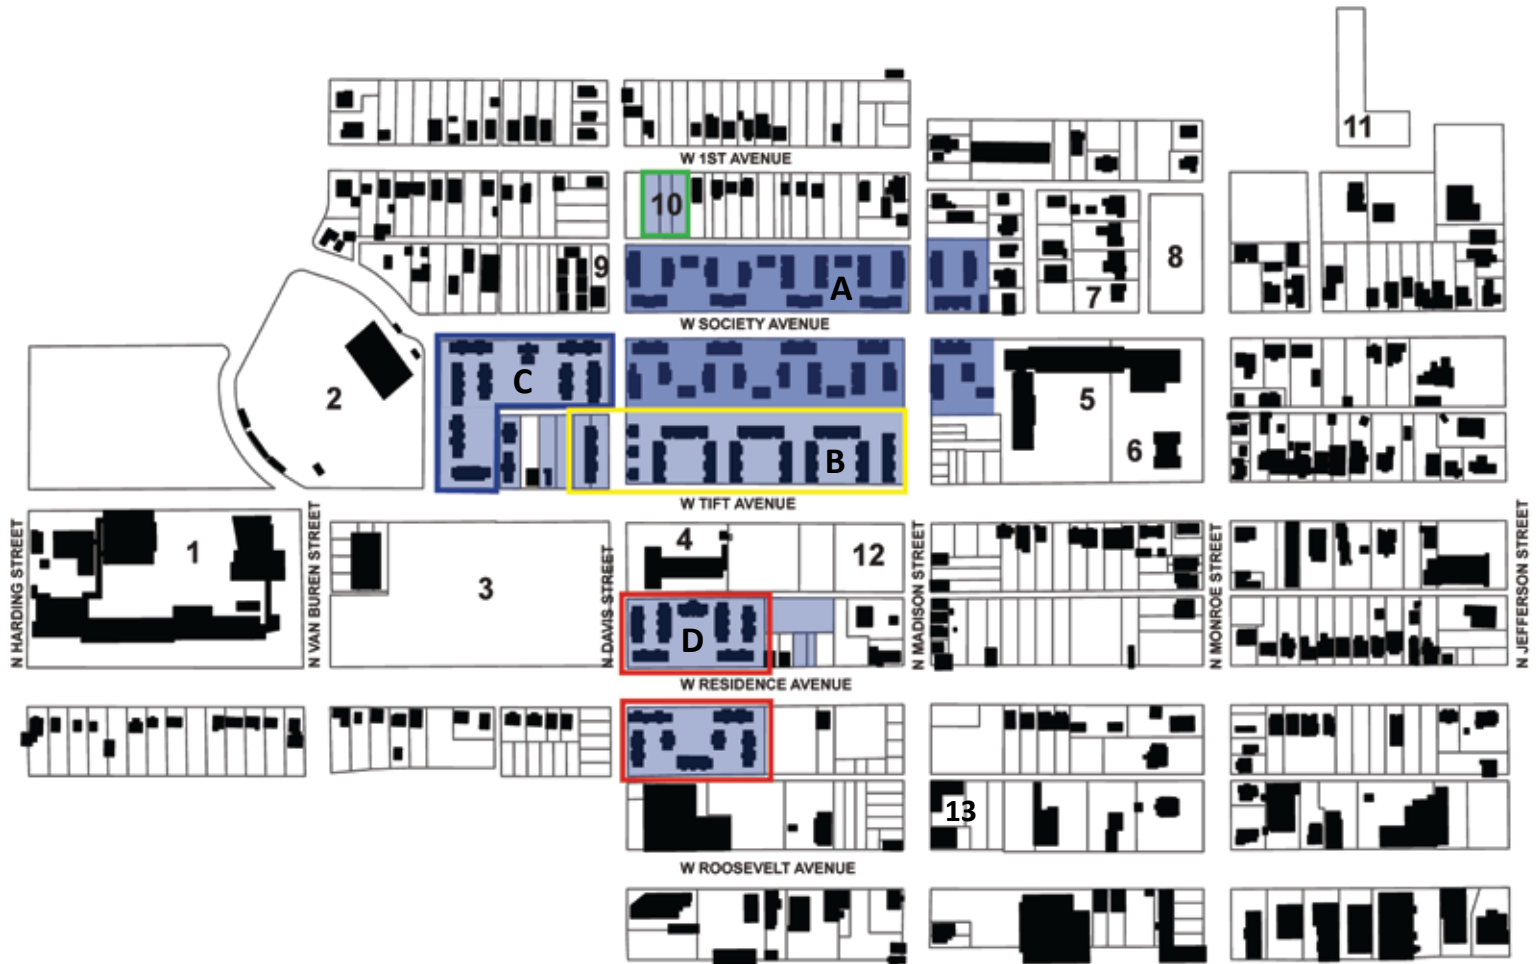 11
W 1ST AVENUE
10
9
8
A
7
W SOCIETY AVENUE
C
2
5
B
6
W TIFT AVENUE
N HARDING STREET
1
N VAN BUREN STREET
3
N DAVIS STREET
4
12
N MADISON STREET
N MONROE STREET
N JEFFERSON STREET
D
W RESIDENCE AVENUE
13
W ROOSEVELT AVENUE